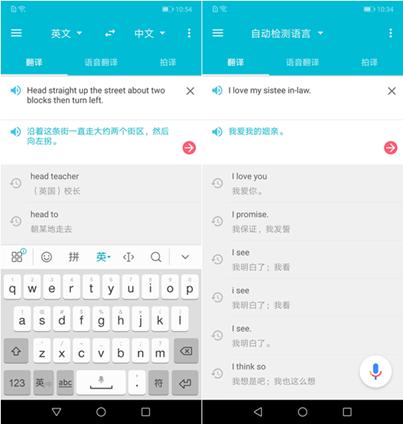 10:54
英文
中文
翻译
语音翻译
拍译
Head straight up the street about two
blocks then turn left.
沿着这条街一直走大约两个街区，然后
向左拐。
head teacher
（英国）校长
head to
朝某地走去
拼
英
q w e r t y u i o p
a s d f g h j k l
z x c v b n m
123
英
abc
,
.
符
10:34
自动检测语言
翻译
语音翻译
拍译
I love my sistee in-law.
我爱我的姻亲。
I love you
我爱你。
I promise.
我保证，我发誓
I see
我明白了；我看
i see
我明白了；我看
I see.
我明白了。
I think so
我想是吧；我也这么想